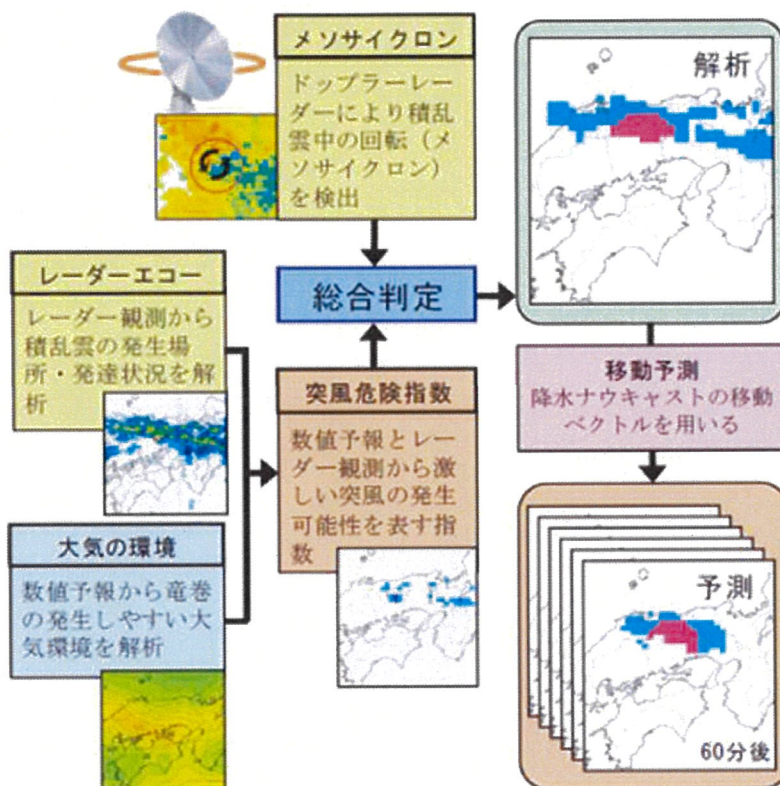 メソサイクロン
ドップラーレー
ダーにより積乱
雲中の回転(メ
ソサイクロン)
を検出
解析
レーダーエコー
レーダー観測から
積乱雲の発生場
所・発達状況を解
析
総合判定
突風危険指数
数値予報とレー
ダー観測から激
しい突風の発生
可能性を表す指
数
移動予測
降水ナウキャストの移動
ベクトルを用いる
大気の環境
数値予報から竜巻
の発生しやすい大
気環境を解析
予測
60分後